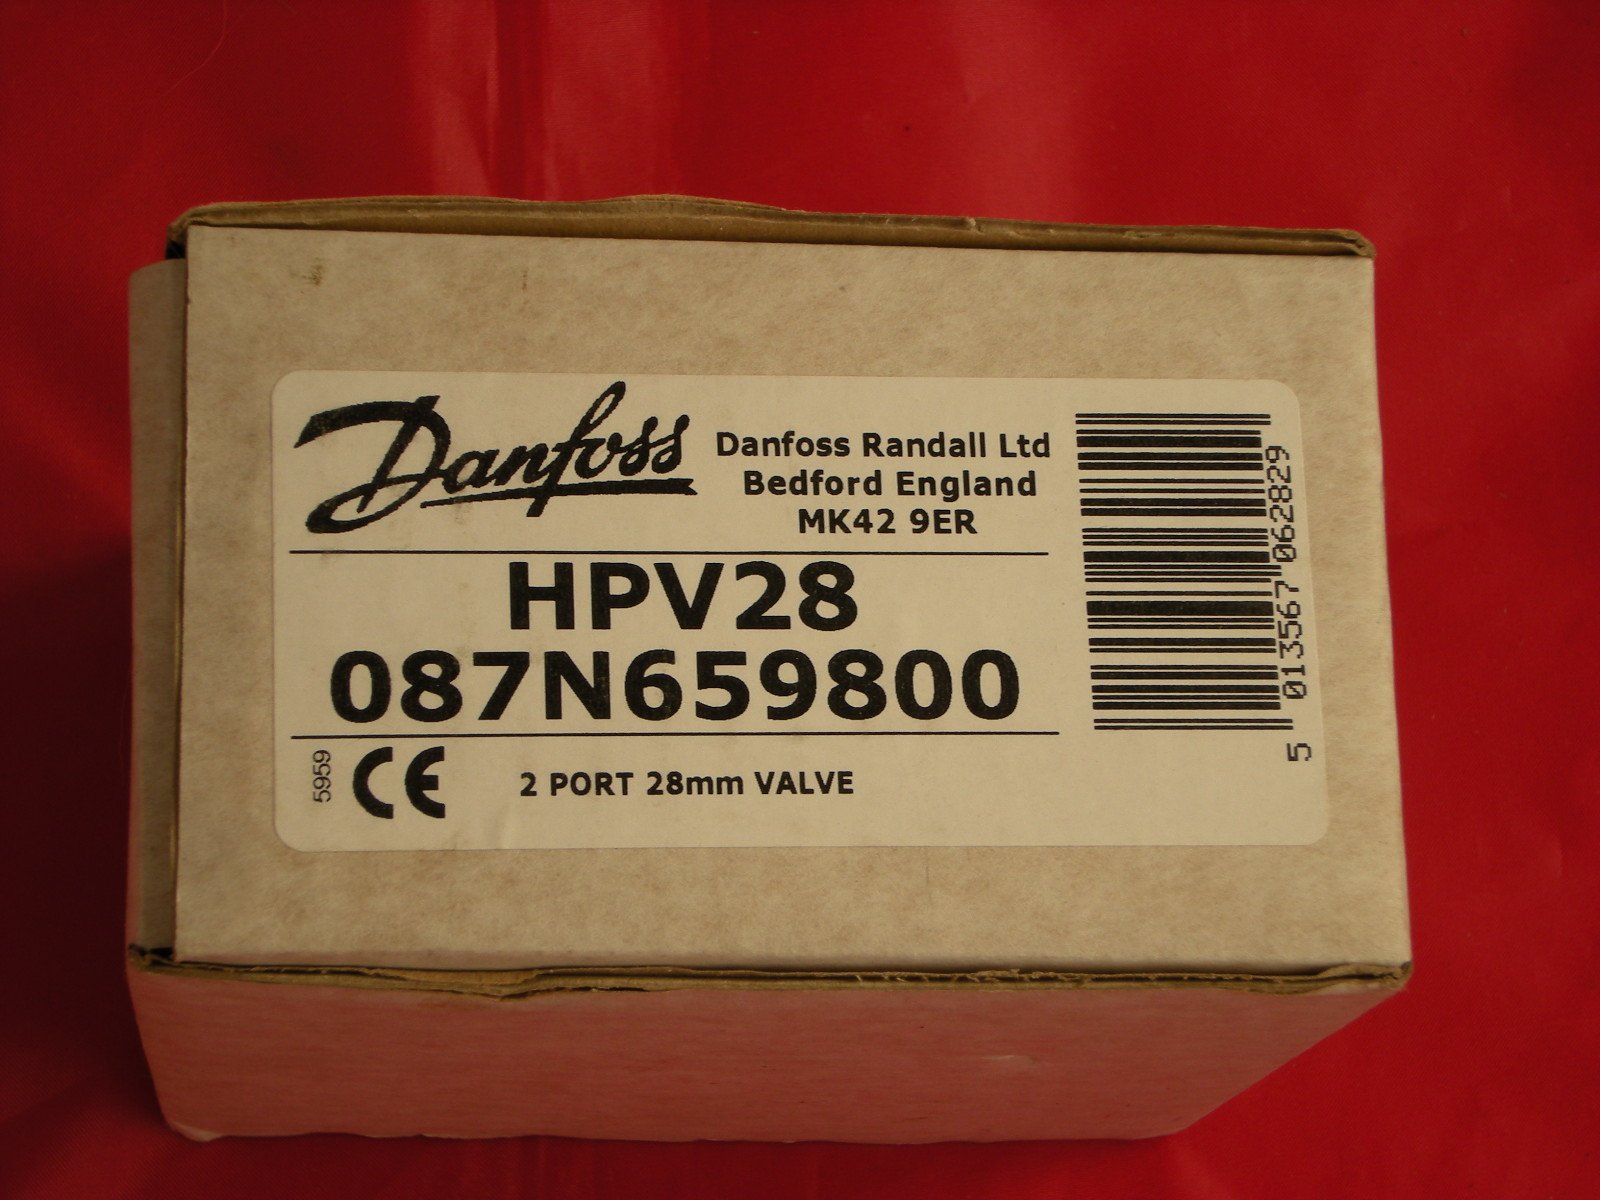 Danfoss
Danfoss Randall Ltd
Bedford England
MK42 9ER
HPV28
087N659800
5959
CE
2 PORT 28mm VALVE
5 013567 062829